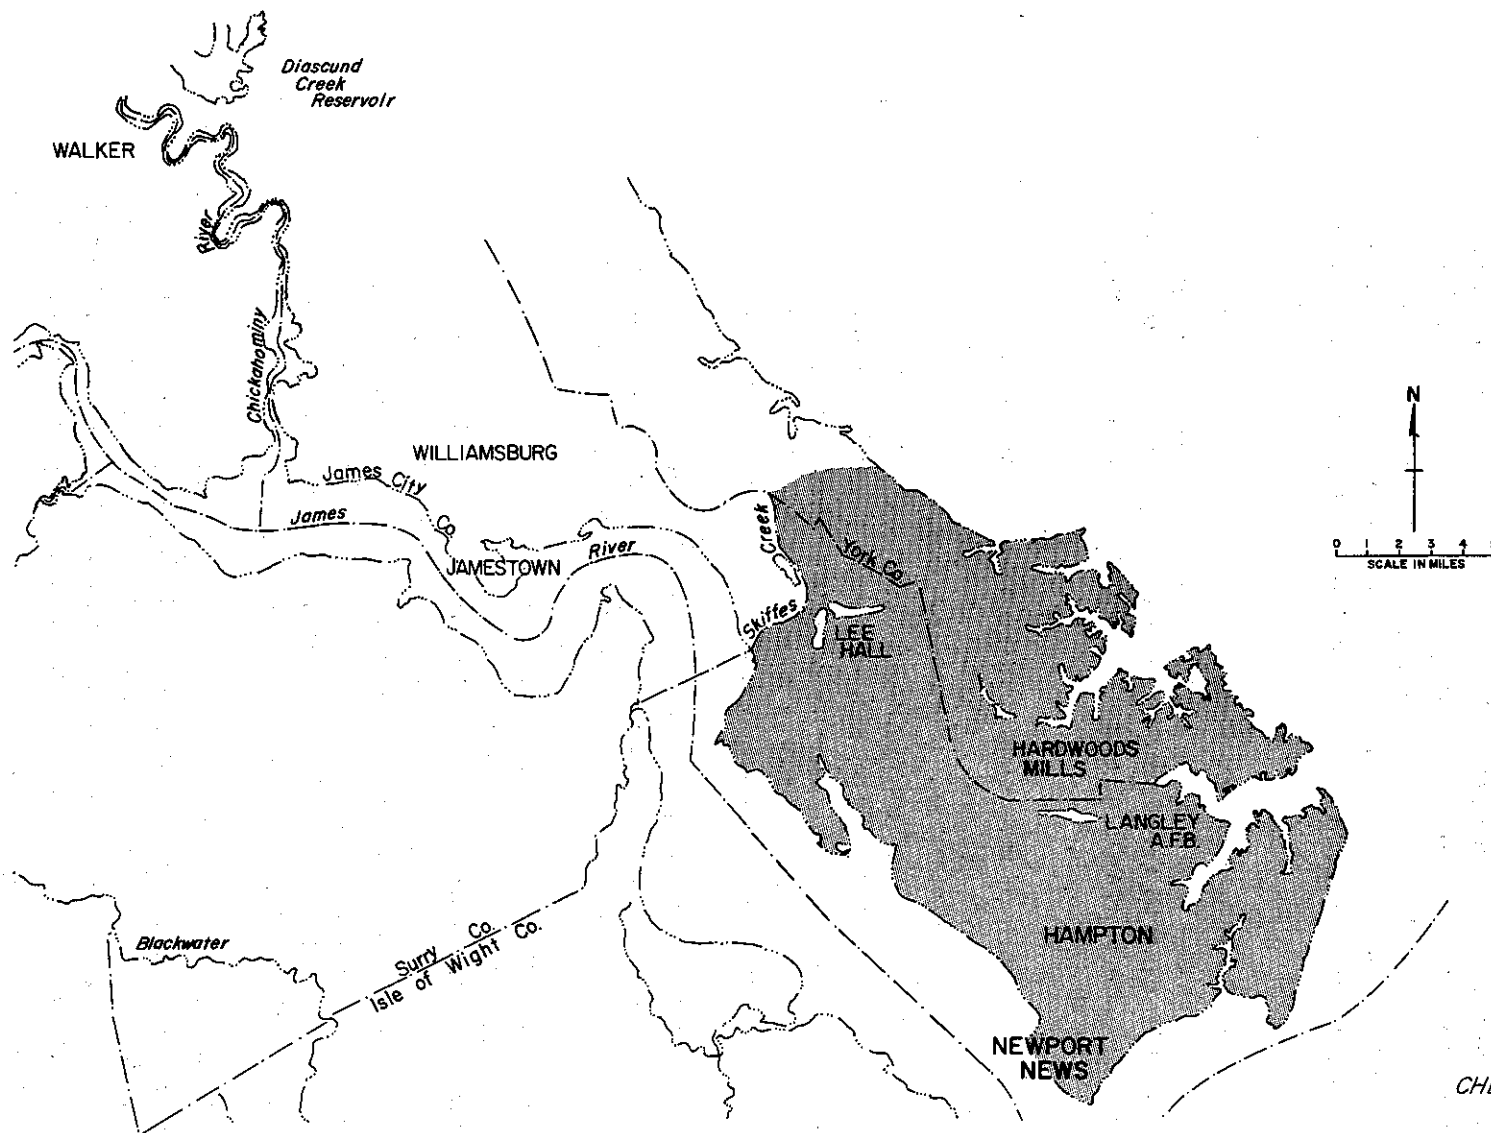 Diascund
Creek
Reservoir
WALKER
River
Chickahominy
N
WILLIAMSBURG
James City Co.
Creek
James
York Co.
River
0 1 2 3 4
SCALE IN MILES
JAMESTOWN
Skiffes
LEE
HALL
HARDWOODS
MILLS
LANGLEY
A.F.B.
HAMPTON
Blackwater
Surry Co.
Isle of Wight Co.
NEWPORT
NEWS